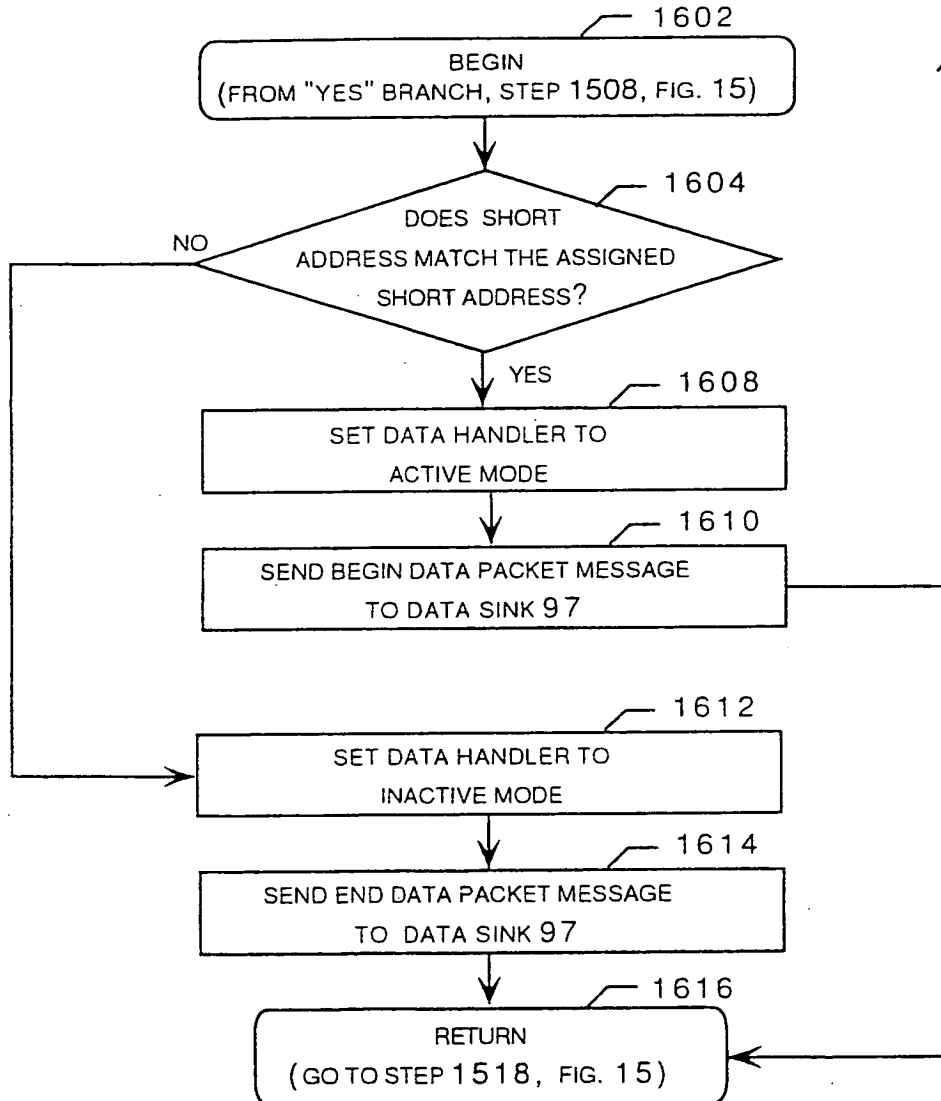 1602
BEGIN
(FROM "YES" BRANCH, STEP 1508, FIG. 15)
1604
DOES SHORT
ADDRESS MATCH THE ASSIGNED
SHORT ADDRESS?
NO
YES
1608
SET DATA HANDLER TO
ACTIVE MODE
1610
SEND BEGIN DATA PACKET MESSAGE
TO DATA SINK 97
1612
SET DATA HANDLER TO
INACTIVE MODE
1614
SEND END DATA PACKET MESSAGE
TO DATA SINK 97
1616
RETURN
(GO TO STEP 1518, FIG. 15)